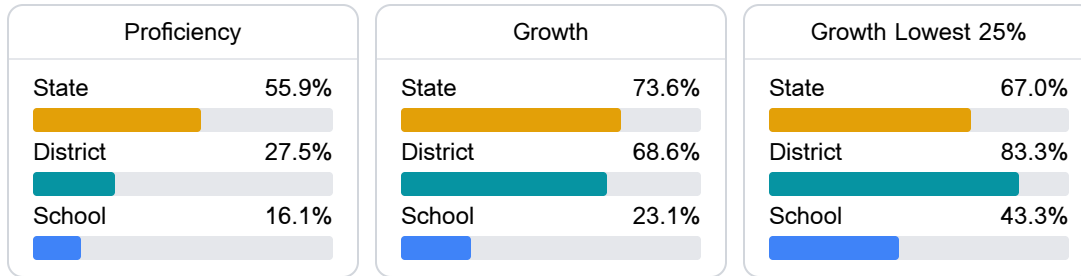 Proficiency
State 55.9%
District 27.5%
School 16.1%
Growth
State 73.6%
District 68.6%
School 23.1%
Growth Lowest 25%
State 67.0%
District 83.3%
School 43.3%